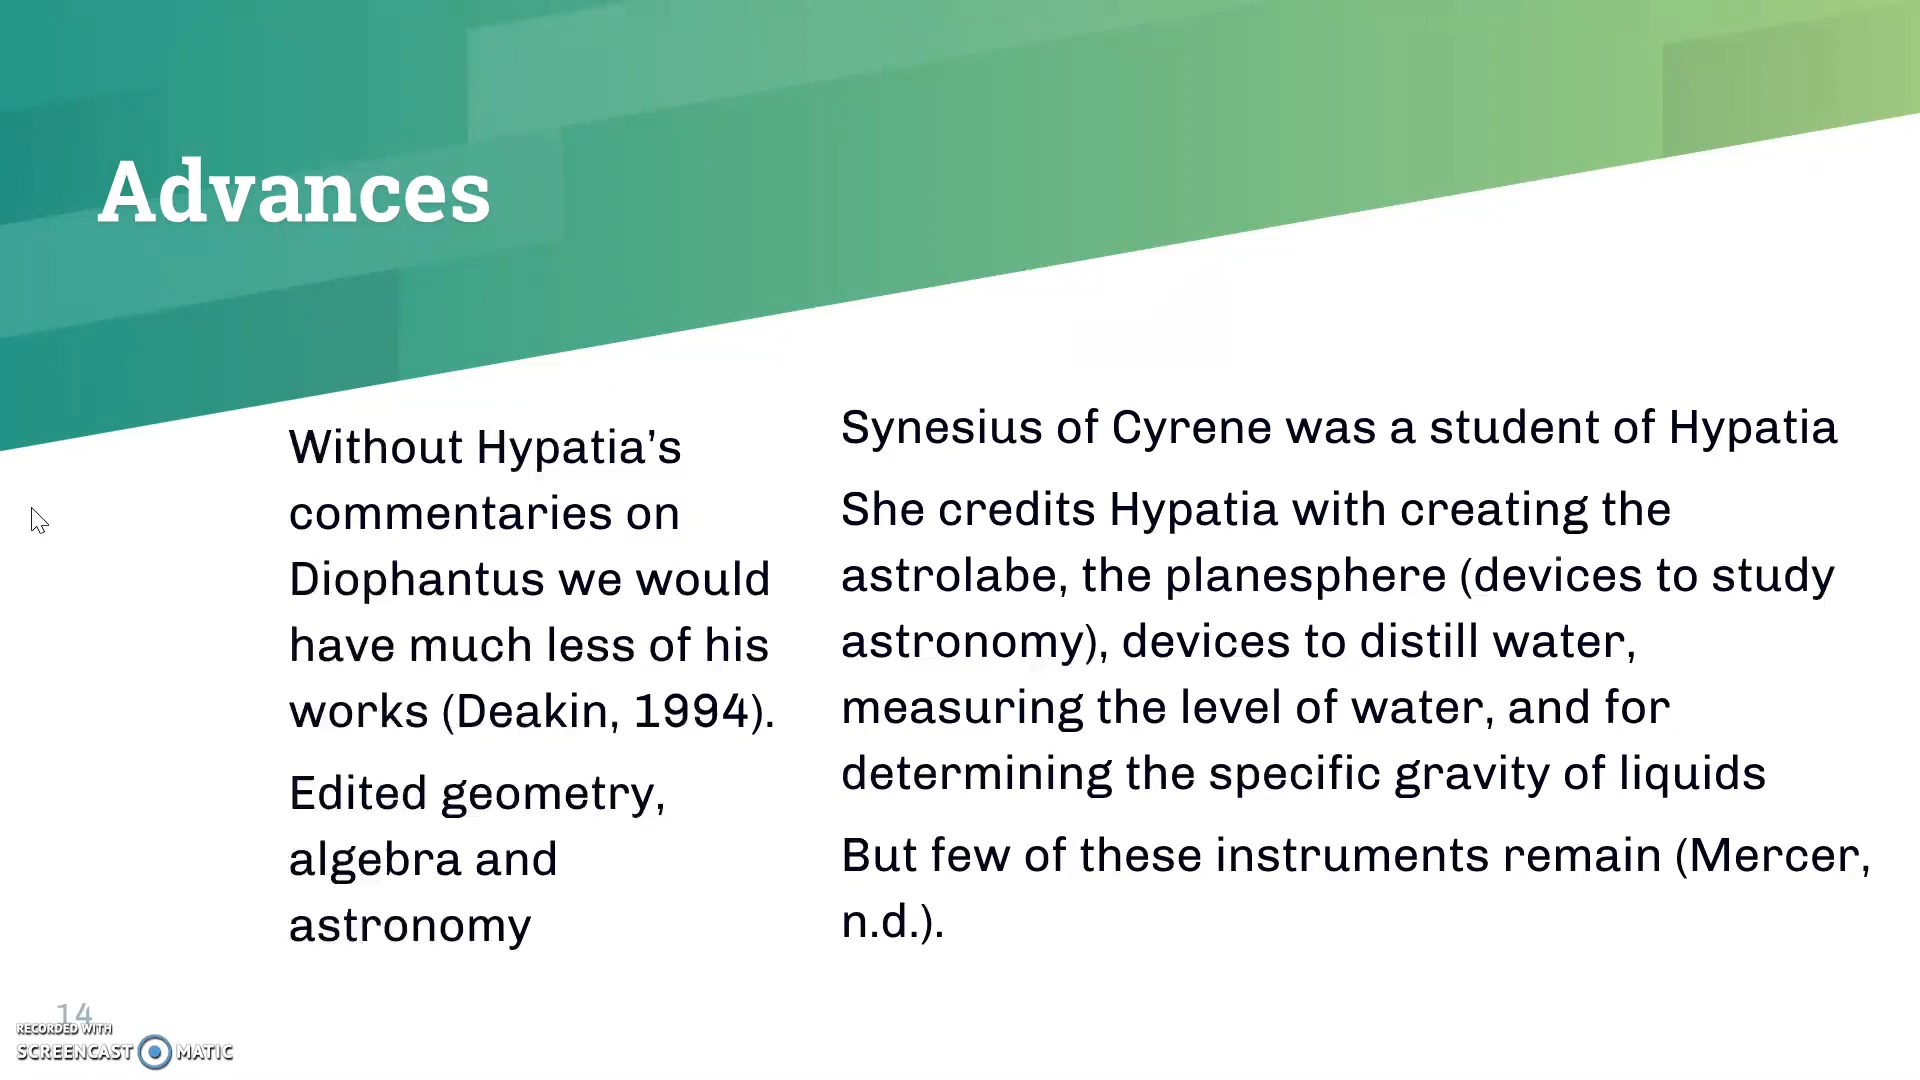 Advances
Without Hypatia’s
commentaries on
Diophantus we would
have much less of his
works (Deakin, 1994).
Edited geometry,
algebra and
astronomy
Synesius of Cyrene was a student of Hypatia
She credits Hypatia with creating the
astrolabe, the planesphere (devices to study
astronomy), devices to distill water,
measuring the level of water, and for
determining the specific gravity of liquids
But few of these instruments remain (Mercer,
n.d.).
14
RECORDED WITH
SCREENCAST MATIC